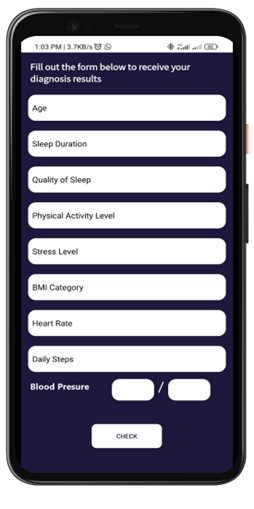 1:03 PM | 3.7KB/s
Fill out the form below to receive your
diagnosis results
Age
Sleep Duration
Quality of Sleep
Physical Activity Level
Stress Level
BMI Category
Heart Rate
Daily Steps
Blood Presure / 
CHECK